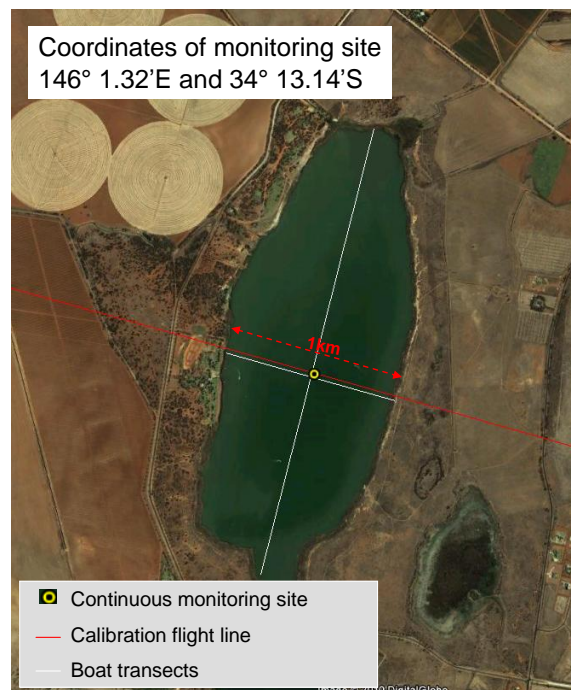 Coordinates of monitoring site
146° 1.32’E and 34° 13.14’S
1km
Continuous monitoring site
Calibration flight line
Boat transects
DigitalGlobe